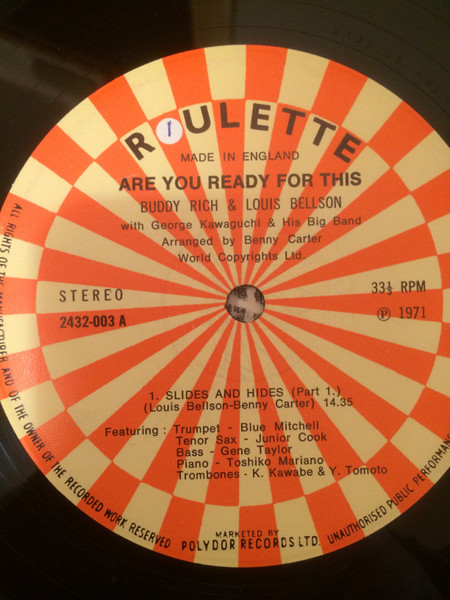 ROULETTE
1
MADE IN ENGLAND
ARE YOU READY FOR THIS
BUDDY RICH & LOUIS BELLSON
with George Kawaguchi & His Big Band
Arranged by Benny Carter
World Copyrights Ltd.
STEREO
2432-003 A
33⅓ RPM
℗ 1971
1. SLIDES AND HIDES (Part 1.)
(Louis Bellson-Benny Carter) 14.35
Featuring : Trumpet - Blue Mitchell
Tenor Sax - Junior Cook
Bass - Gene Taylor
Piano - Toshiko Mariano
Trombones - K. Kawabe & Y. Tomoto
MARKETED BY
POLYDOR RECORDS LTD.
ALL RIGHTS OF THE MANUFACTURER AND OF THE OWNER OF THE RECORDED WORK RESERVED
UNAUTHORISED PUBLIC